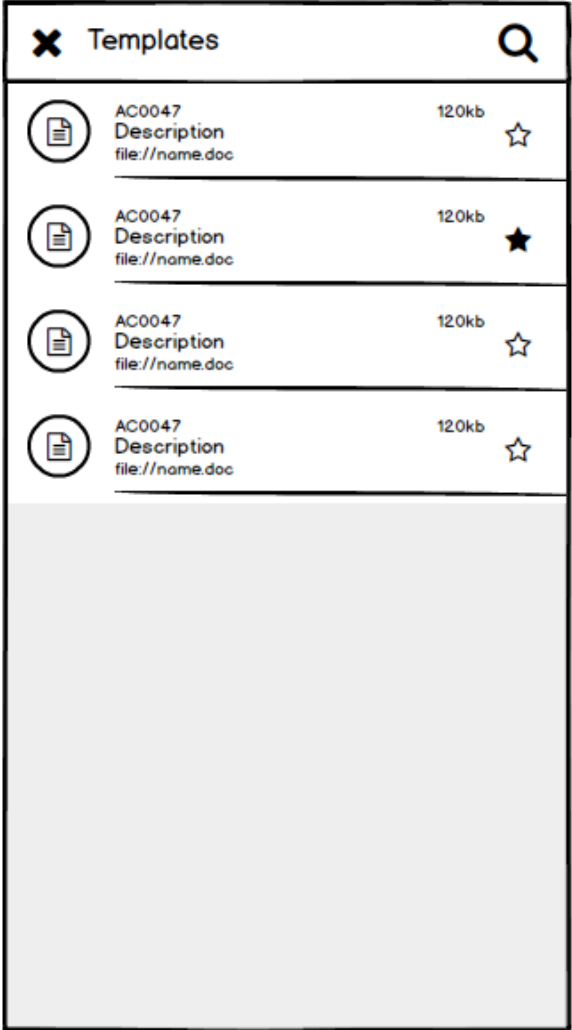 Templates
AC0047 120kb
Description
file://name.doc
AC0047 120kb
Description
file://name.doc
AC0047 120kb
Description
file://name.doc
AC0047 120kb
Description
file://name.doc